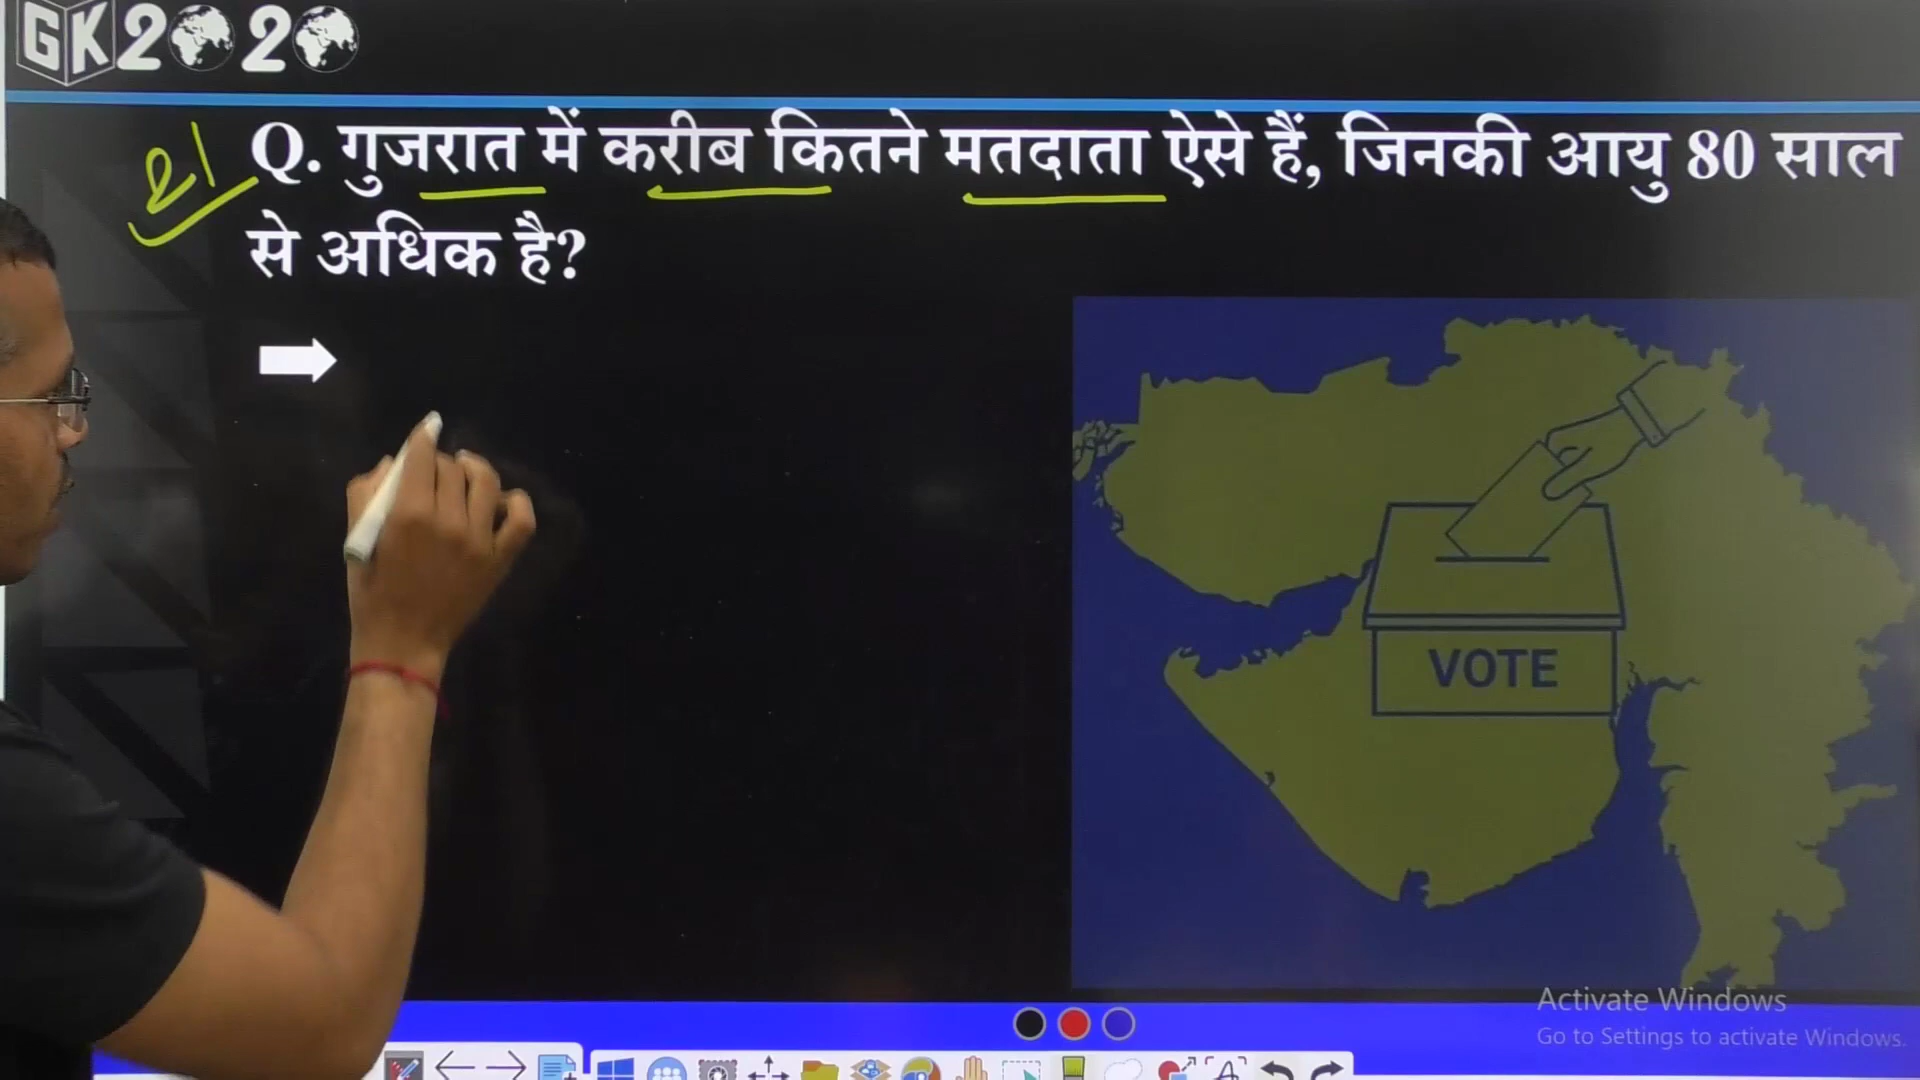 GK2020
21 Q. गुजरात में करीब कितने मतदाता ऐसे हैं, जिनकी आयु 80 साल
से अधिक है?
VOTE
Activate Windows
Go to Settings to activate Windows.